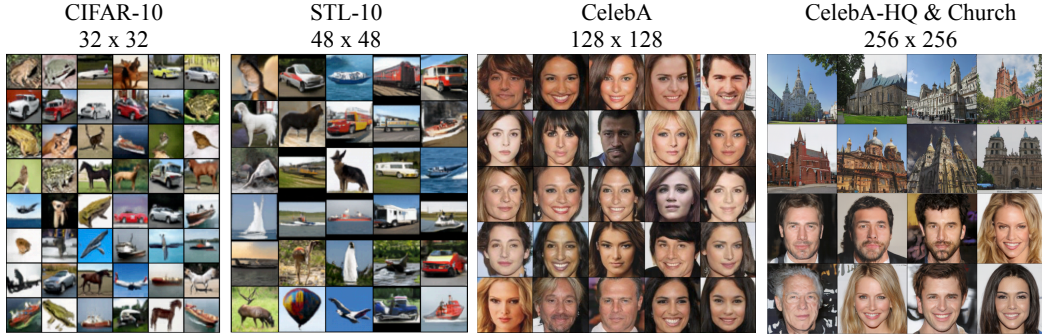 CIFAR-10
32 x 32
STL-10
48 x 48
CelebA
128 x 128
CelebA-HQ & Church
256 x 256